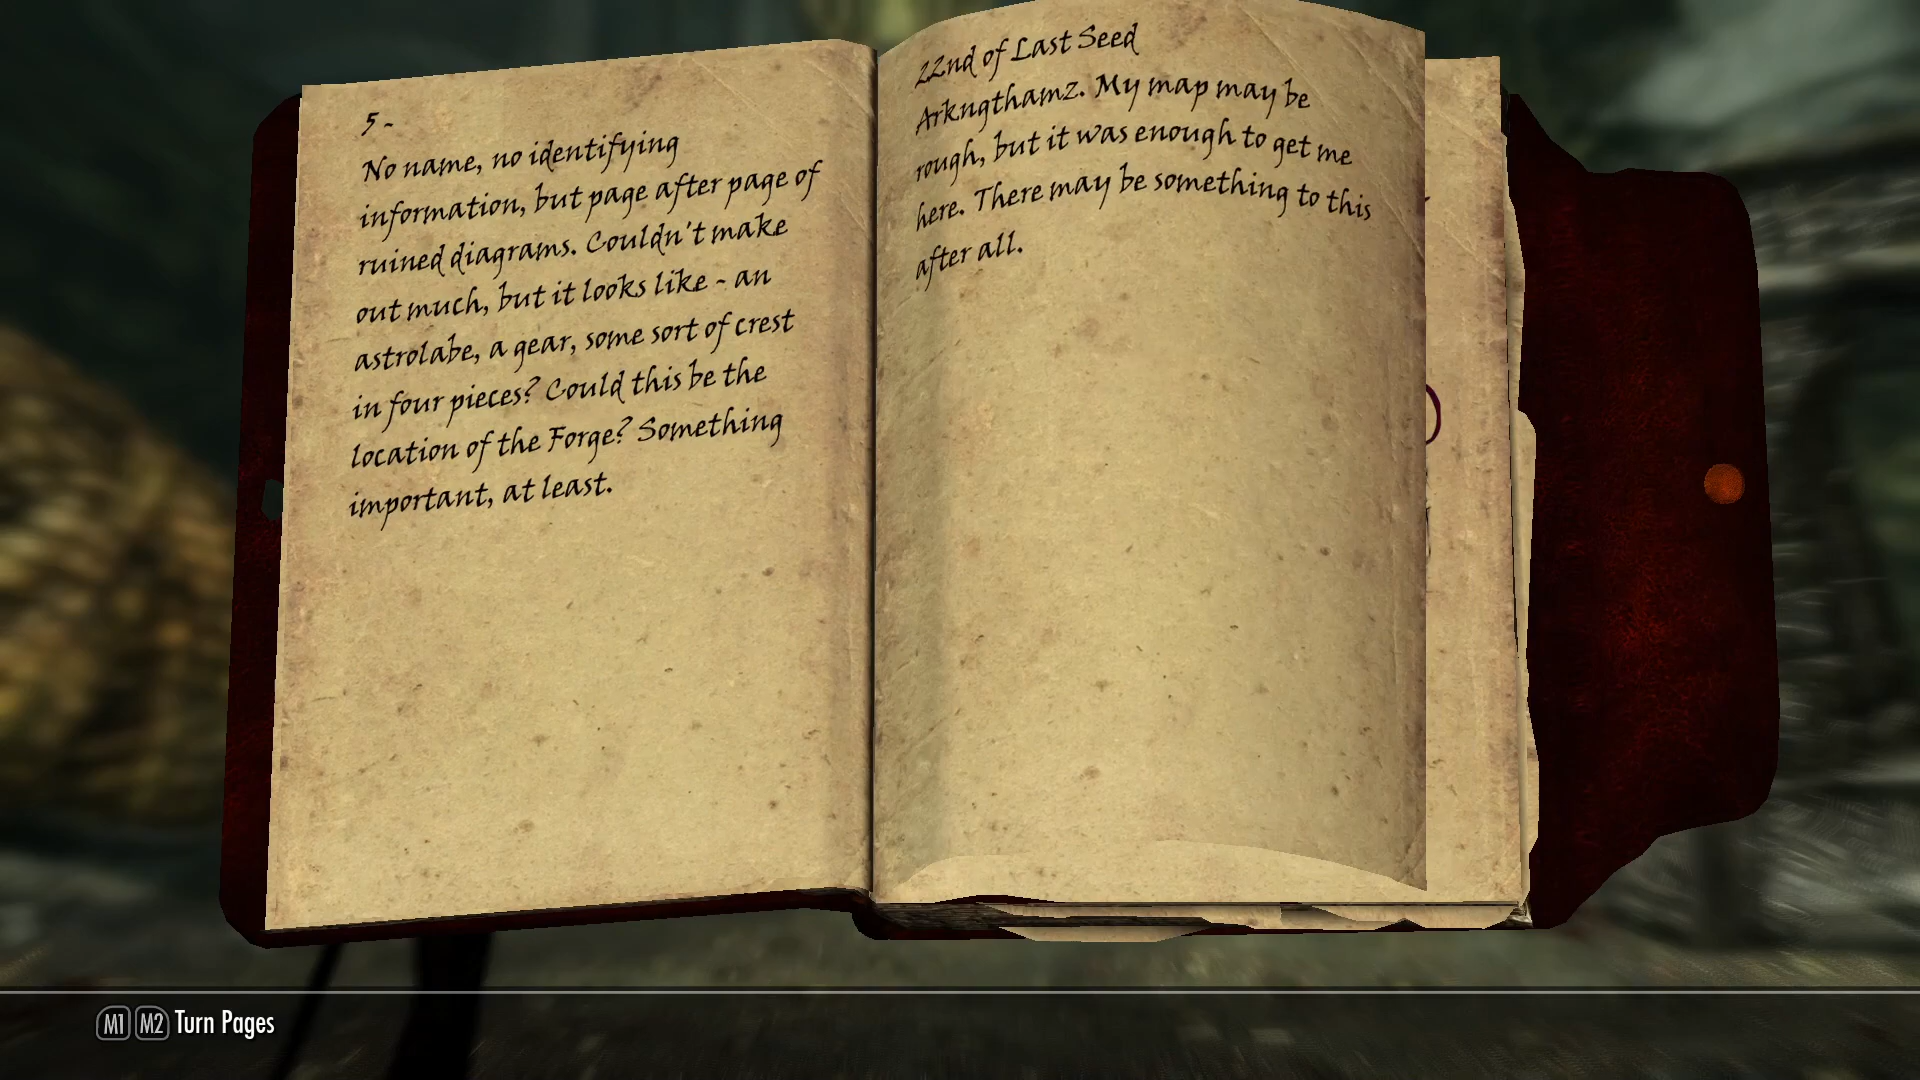 5 -
No name, no identifying
information, but page after page of
ruined diagrams. Couldn't make
out much, but it looks like - an
astrolabe, a gear, some sort of crest
in four pieces? Could this be the
location of the Forge? Something
important, at least.
22nd of Last Seed
Arkngthamz. My map may be
rough, but it was enough to get me
here. There may be something to this
after all.
M1 M2 Turn Pages